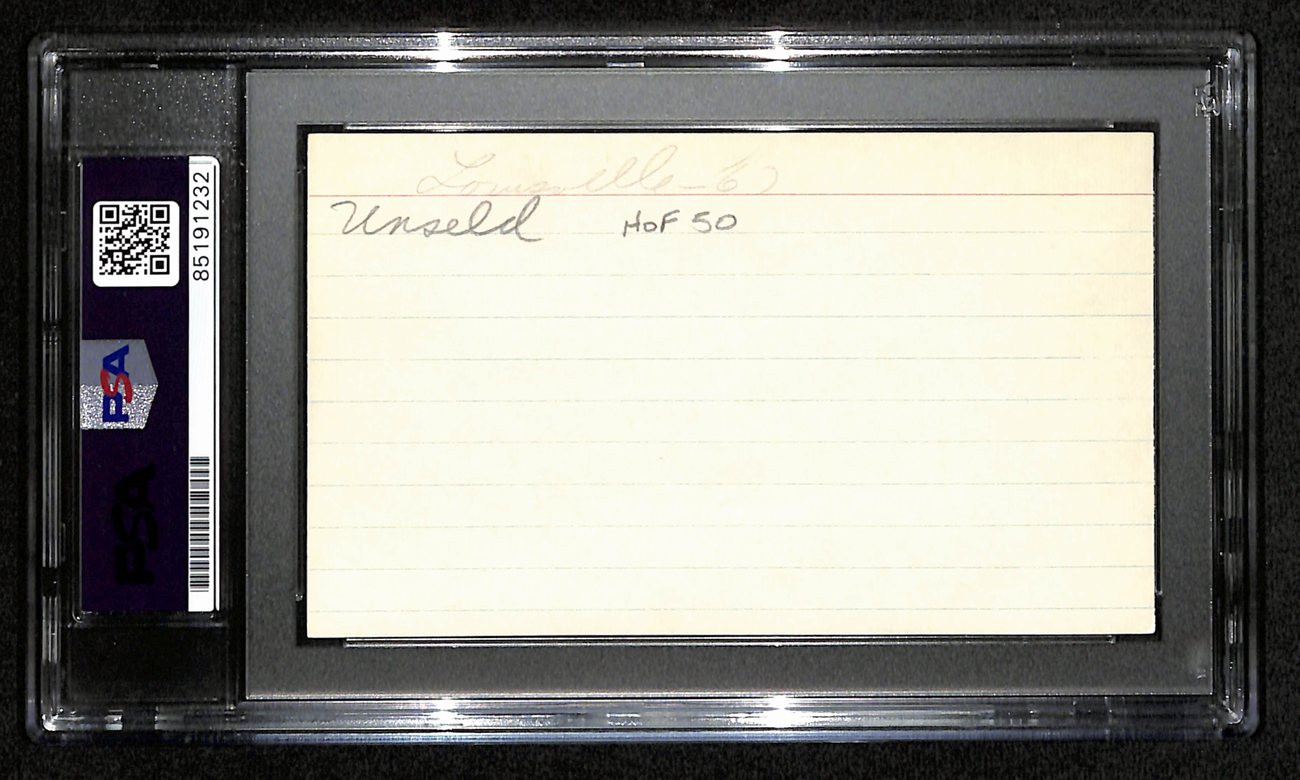 Louisville - 67
Unseld HOF 50
85191232
PSA
PSA